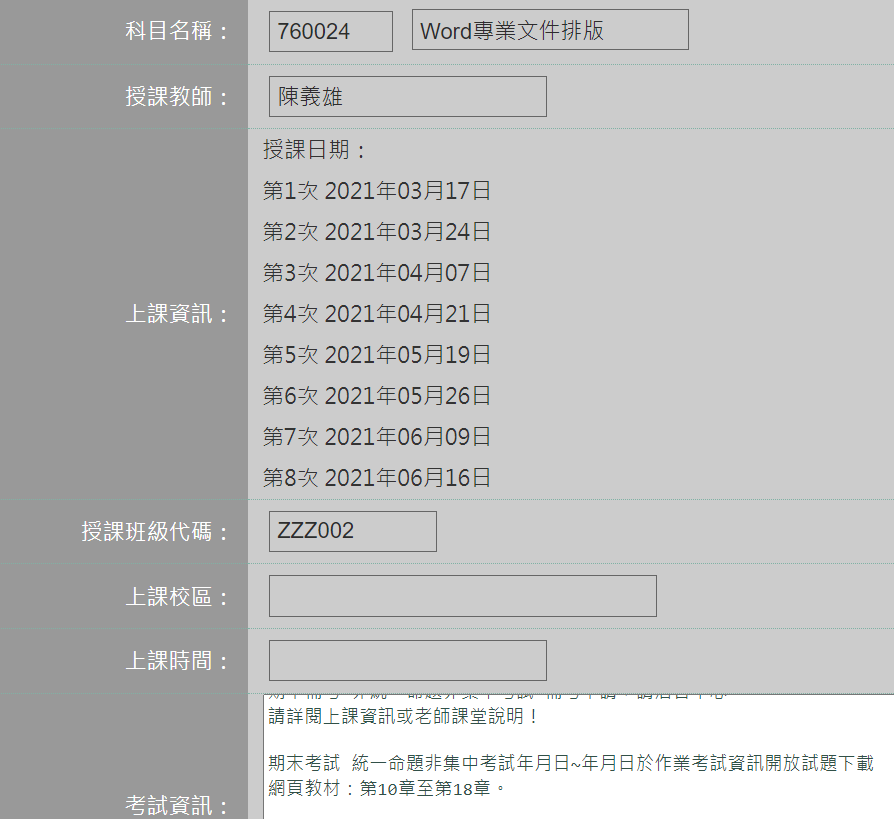 科目名稱：
760024 Word專業文件排版
授課教師：
陳義雄
上課資訊：
授課日期：
第1次 2021年03月17日
第2次 2021年03月24日
第3次 2021年04月07日
第4次 2021年04月21日
第5次 2021年05月19日
第6次 2021年05月26日
第7次 2021年06月09日
第8次 2021年06月16日
授課班級代碼：
ZZZ002
上課校區：
上課時間：
考試資訊：
請詳閱上課資訊或老師課堂說明！
期末考試 統一命題非集中考試年月日~年月日於作業考試資訊開放試題下載
網頁教材：第10章至第18章。